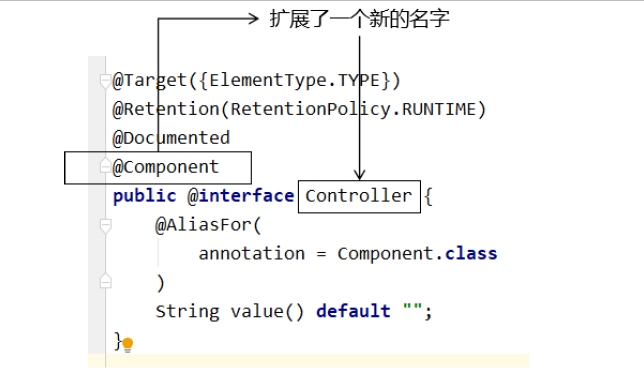 扩展了一个新的名字
@Target({ElementType.TYPE})
@Retention(RetentionPolicy.RUNTIME)
@Documented
@Component
public @interface Controller {
@AliasFor(
annotation = Component.class
)
String value() default "";
}